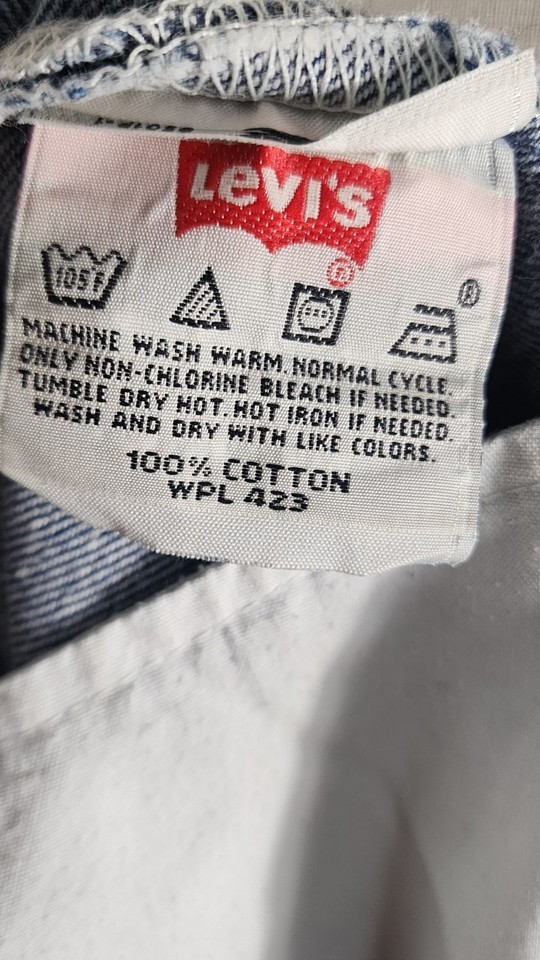 LEVI'S
®
105°F
®
MACHINE WASH WARM. NORMAL CYCLE.
ONLY NON-CHLORINE BLEACH IF NEEDED.
TUMBLE DRY HOT. HOT IRON IF NEEDED.
WASH AND DRY WITH LIKE COLORS.
100% COTTON
WPL 423